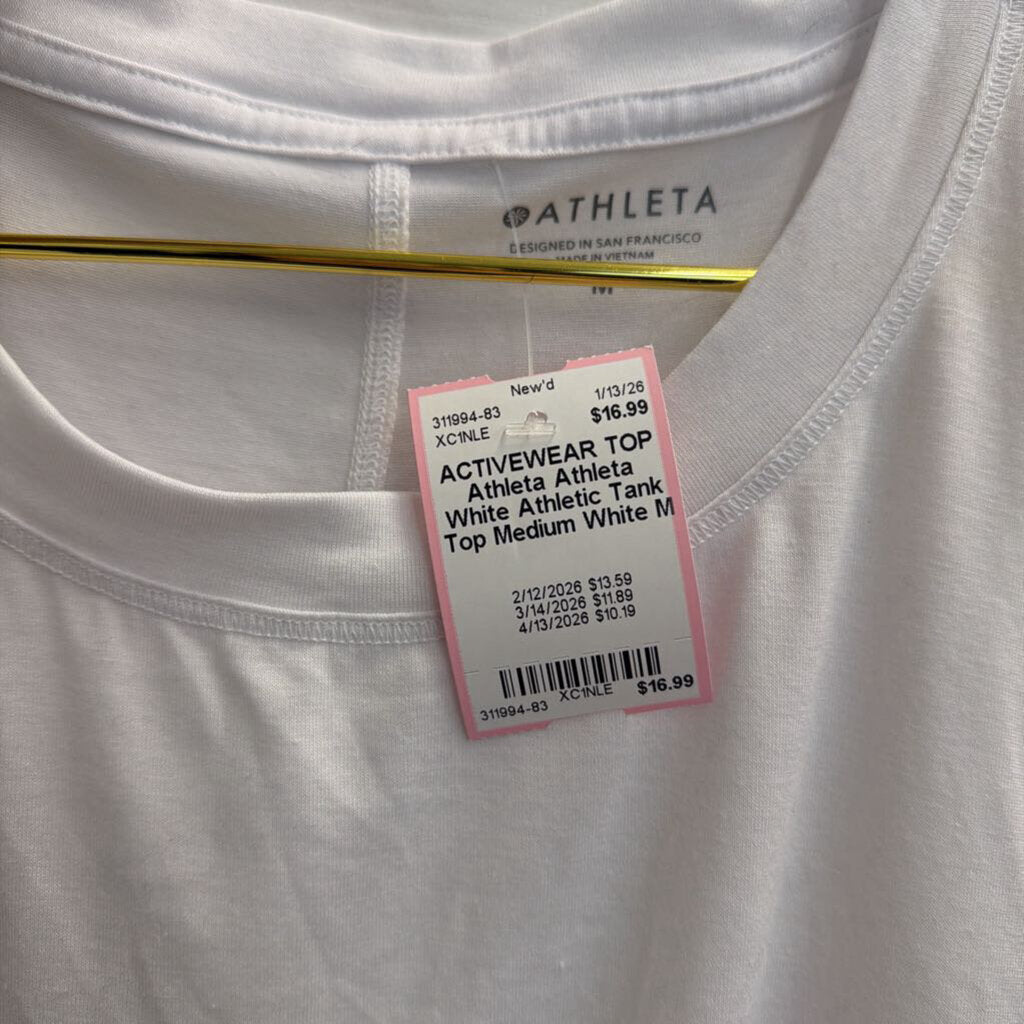 ATHLETA
DESIGNED IN SAN FRANCISCO
MADE IN VIETNAM
M
New'd
311994-83 1/13/26
XC1NLE $16.99
ACTIVEWEAR TOP
Athleta Athleta
White Athletic Tank
Top Medium White M
2/12/2026 $13.59
3/14/2026 $11.89
4/13/2026 $10.19
XC1NLE $16.99
311994-83